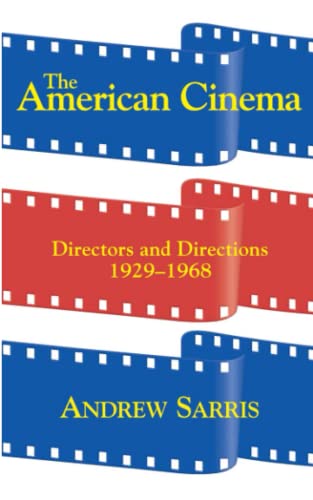 The
American Cinema
Directors and Directions
1929–1968
ANDREW SARRIS